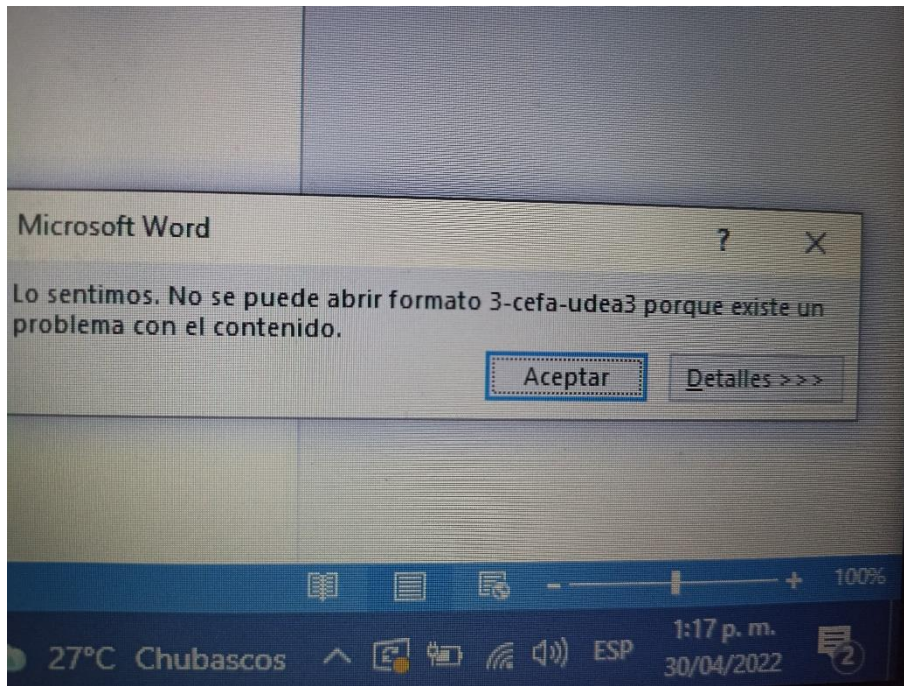 Microsoft Word
? X
Lo sentimos. No se puede abrir formato 3-cefa-udea3 porque existe un
problema con el contenido.
Aceptar
Detalles >>>
100%
27°C Chubascos
ESP
1:17 p. m.
30/04/2022
2